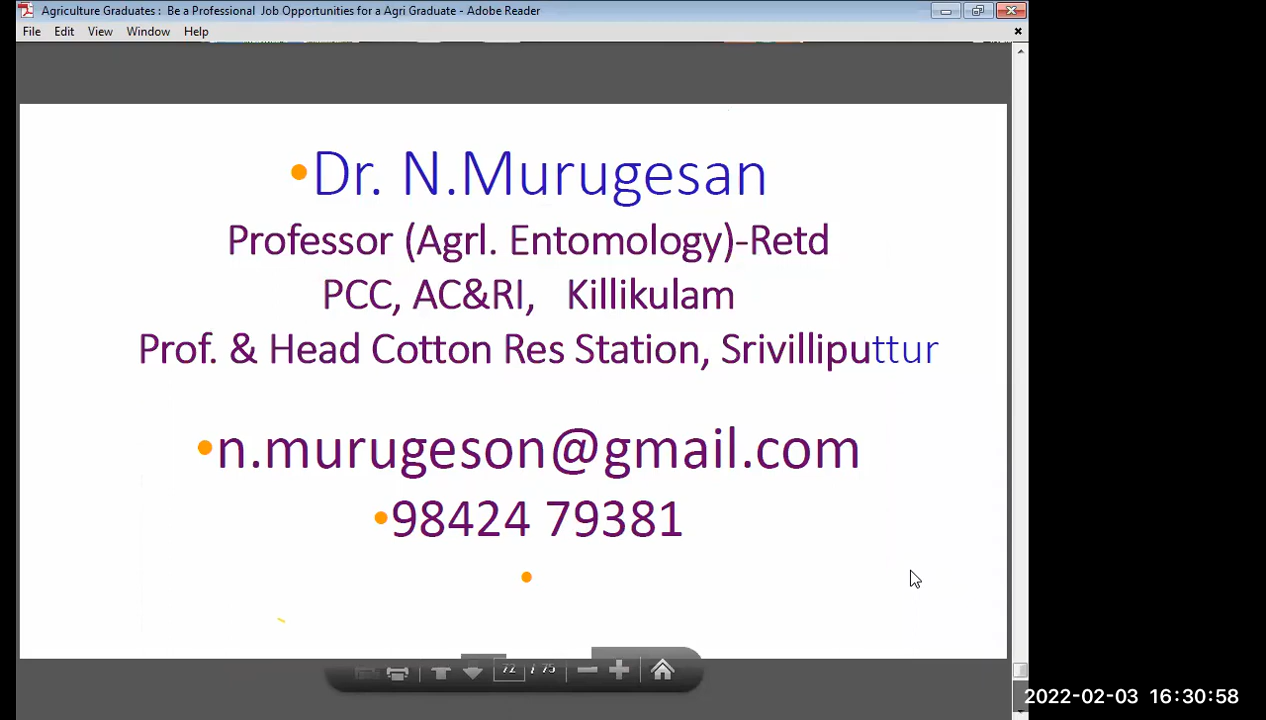 Agriculture Graduates : Be a Professional Job Opportunities for a Agri Graduate - Adobe Reader
File Edit View Window Help
•Dr. N.Murugesan
Professor (Agrl. Entomology)-Retd
PCC, AC&RI, Killikulam
Prof. & Head Cotton Res Station, Srivilliputtur
•n.murugeson@gmail.com
•98424 79381
•
72 / 75
2022-02-03 16:30:58